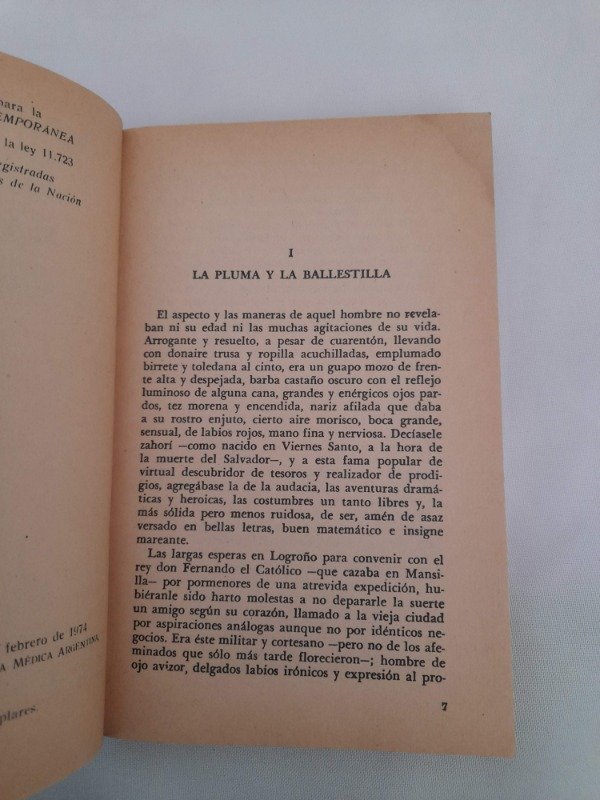 para la
EMPORÁNEA
la ley 11.723
egistradas
s de la Nación
febrero de 1974
A MÉDICA ARGENTINA
plares
I
LA PLUMA Y LA BALLESTILLA
El aspecto y las maneras de aquel hombre no revela-
ban ni su edad ni las muchas agitaciones de su vida.
Arrogante y resuelto, a pesar de cuarentón, llevando
con donaire trusa y ropilla acuchilladas, emplumado
birrete y toledana al cinto, era un guapo mozo de fren-
te alta y despejada, barba castaño oscuro con el reflejo
luminoso de alguna cana, grandes y enérgicos ojos par-
dos, tez morena y encendida, nariz afilada que daba
a su rostro enjuto, cierto aire morisco, boca grande,
sensual, de labios rojos, mano fina y nerviosa. Decíasele
zahorí —como nacido en Viernes Santo, a la hora de
la muerte del Salvador—, y a esta fama popular de
virtual descubridor de tesoros y realizador de prodi-
gios, agregábase la de la audacia, las aventuras dramá-
ticas y heroicas, las costumbres un tanto libres y, la
más sólida pero menos ruidosa, de ser, amén de asaz
versado en bellas letras, buen matemático e insigne
mareante.
Las largas esperas en Logroño para convenir con el
rey don Fernando el Católico —que cazaba en Mansi-
lla— por pormenores de una atrevida expedición, hu-
biéranle sido harto molestas a no depararle la suerte
un amigo según su corazón, llamado a la vieja ciudad
por aspiraciones análogas aunque no por idénticos ne-
gocios. Era éste militar y cortesano —pero no de los afe-
minados que sólo más tarde florecieron—; hombre de
ojo avizor, delgados labios irónicos y expresión al pro-
7